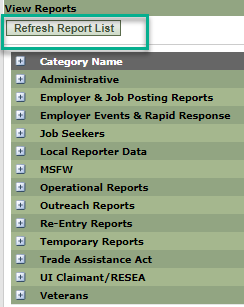 View Reports
Refresh Report List
Category Name
Administrative
Employer & Job Posting Reports
Employer Events & Rapid Response
Job Seekers
Local Reporter Data
MSFW
Operational Reports
Outreach Reports
Re-Entry Reports
Temporary Reports
Trade Assistance Act
UI Claimant/RESEA
Veterans